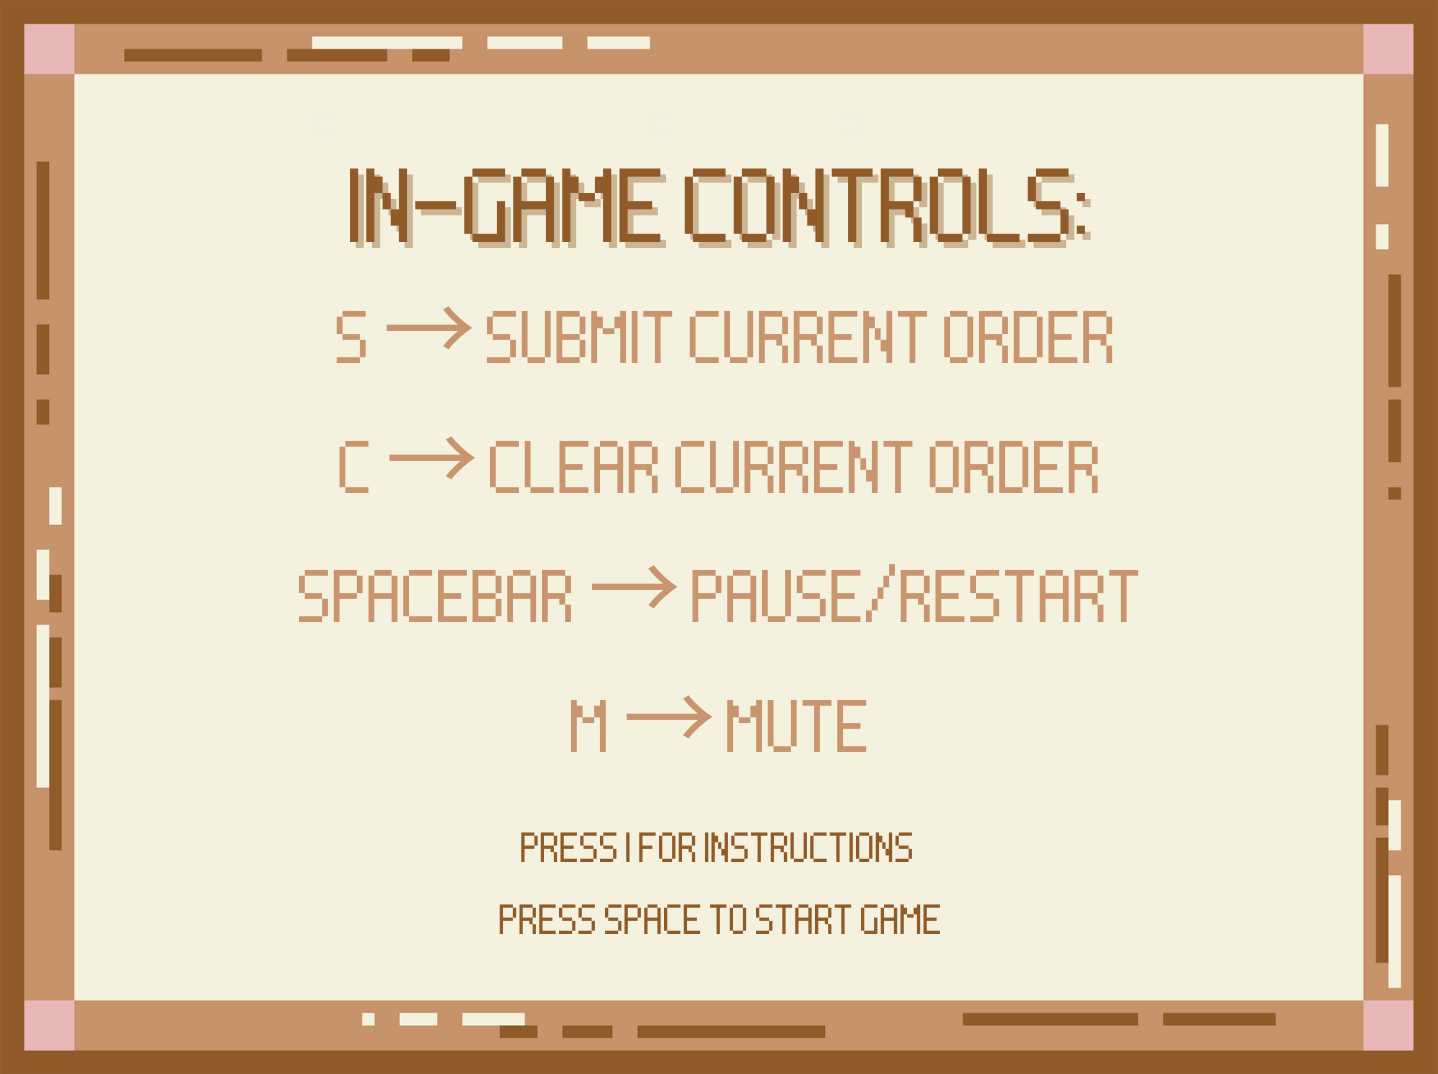 IN-GAME CONTROLS:
S → SUBMIT CURRENT ORDER
C → CLEAR CURRENT ORDER
SPACEBAR → PAUSE/RESTART
M → MUTE
PRESS I FOR INSTRUCTIONS
PRESS SPACE TO START GAME